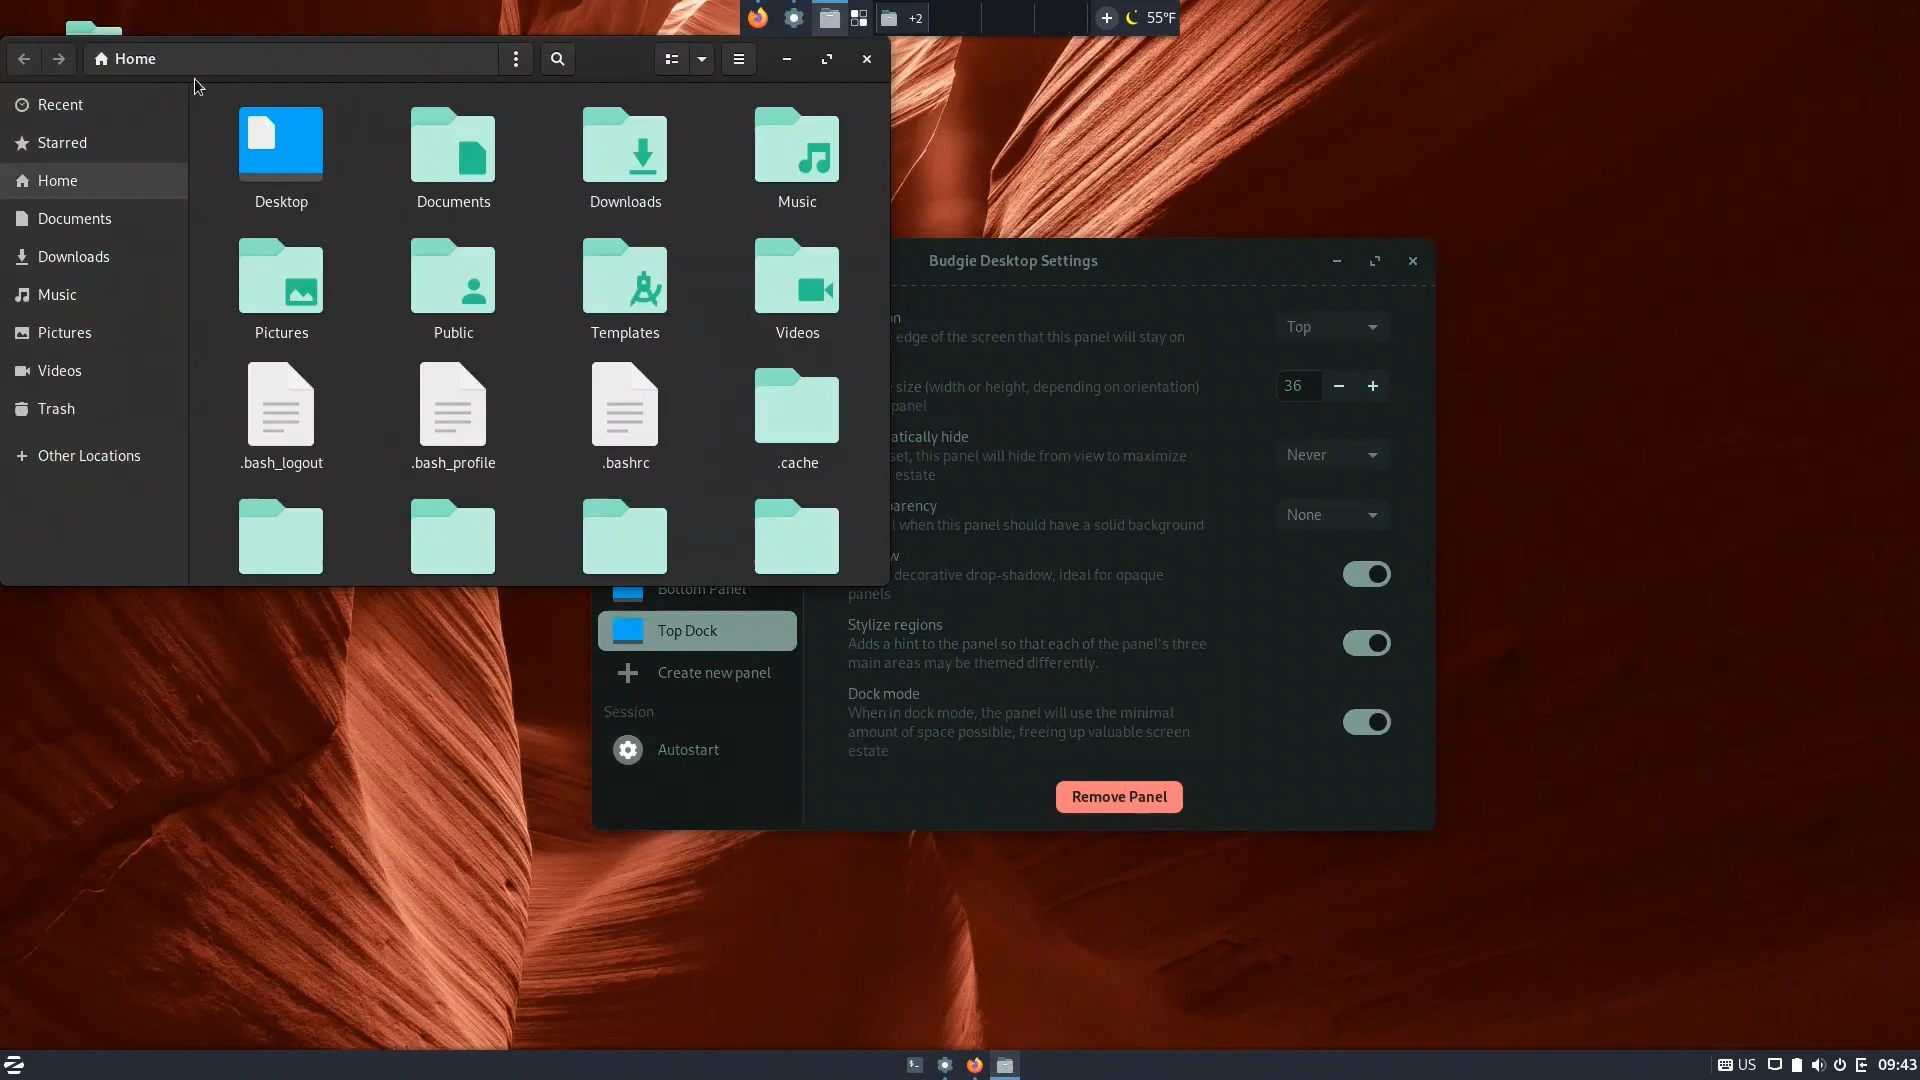 +2
55°F
Home
Recent
Starred
Home
Documents
Downloads
Music
Pictures
Videos
Trash
Other Locations
Desktop
Documents
Downloads
Music
Pictures
Public
Templates
Videos
.bash_logout
.bash_profile
.bashrc
.cache
Budgie Desktop Settings
edge of the screen that this panel will stay on
Top
size (width or height, depending on orientation)
panel
36
atically hide
set, this panel will hide from view to maximize
estate
Never
parency
l when this panel should have a solid background
None
w
decorative drop-shadow, ideal for opaque
panels
Stylize regions
Adds a hint to the panel so that each of the panel's three
main areas may be themed differently.
Dock mode
When in dock mode, the panel will use the minimal
amount of space possible, freeing up valuable screen
estate
Remove Panel
Bottom Panel
Top Dock
Create new panel
Session
Autostart
US
09:43